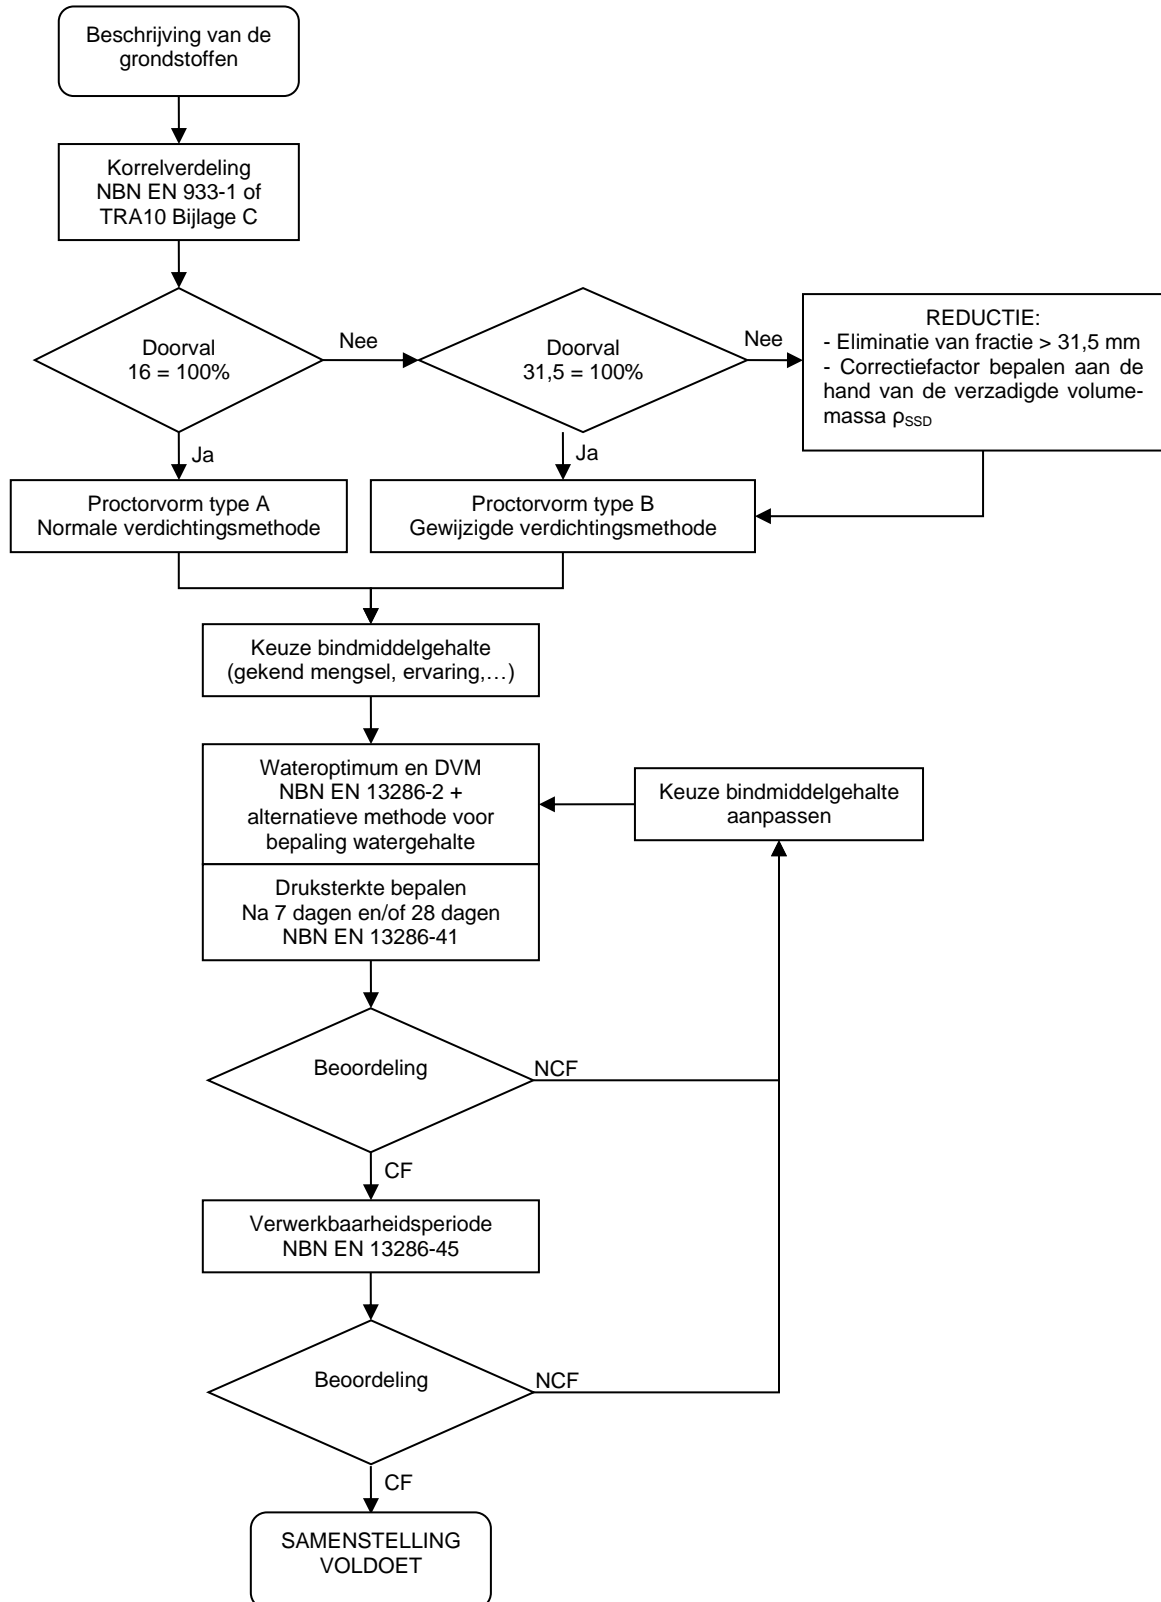 Beschrijving van de
grondstoffen
Korrelverdeling
NBN EN 933-1 of
TRA10 Bijlage C
Doorval
16 = 100%
Nee
Doorval
31,5 = 100%
Nee
REDUCTIE:
- Eliminatie van fractie > 31,5 mm
- Correctiefactor bepalen aan de
hand van de verzadigde volume-
massa ρSSD
Ja
Ja
Proctorvorm type A
Normale verdichtingsmethode
Proctorvorm type B
Gewijzigde verdichtingsmethode
Keuze bindmiddelgehalte
(gekend mengsel, ervaring,…)
Wateroptimum en DVM
NBN EN 13286-2 +
alternatieve methode voor
bepaling watergehalte
Keuze bindmiddelgehalte
aanpassen
Druksterkte bepalen
Na 7 dagen en/of 28 dagen
NBN EN 13286-41
Beoordeling
NCF
CF
Verwerkbaarheidsperiode
NBN EN 13286-45
Beoordeling
NCF
CF
SAMENSTELLING
VOLDOET